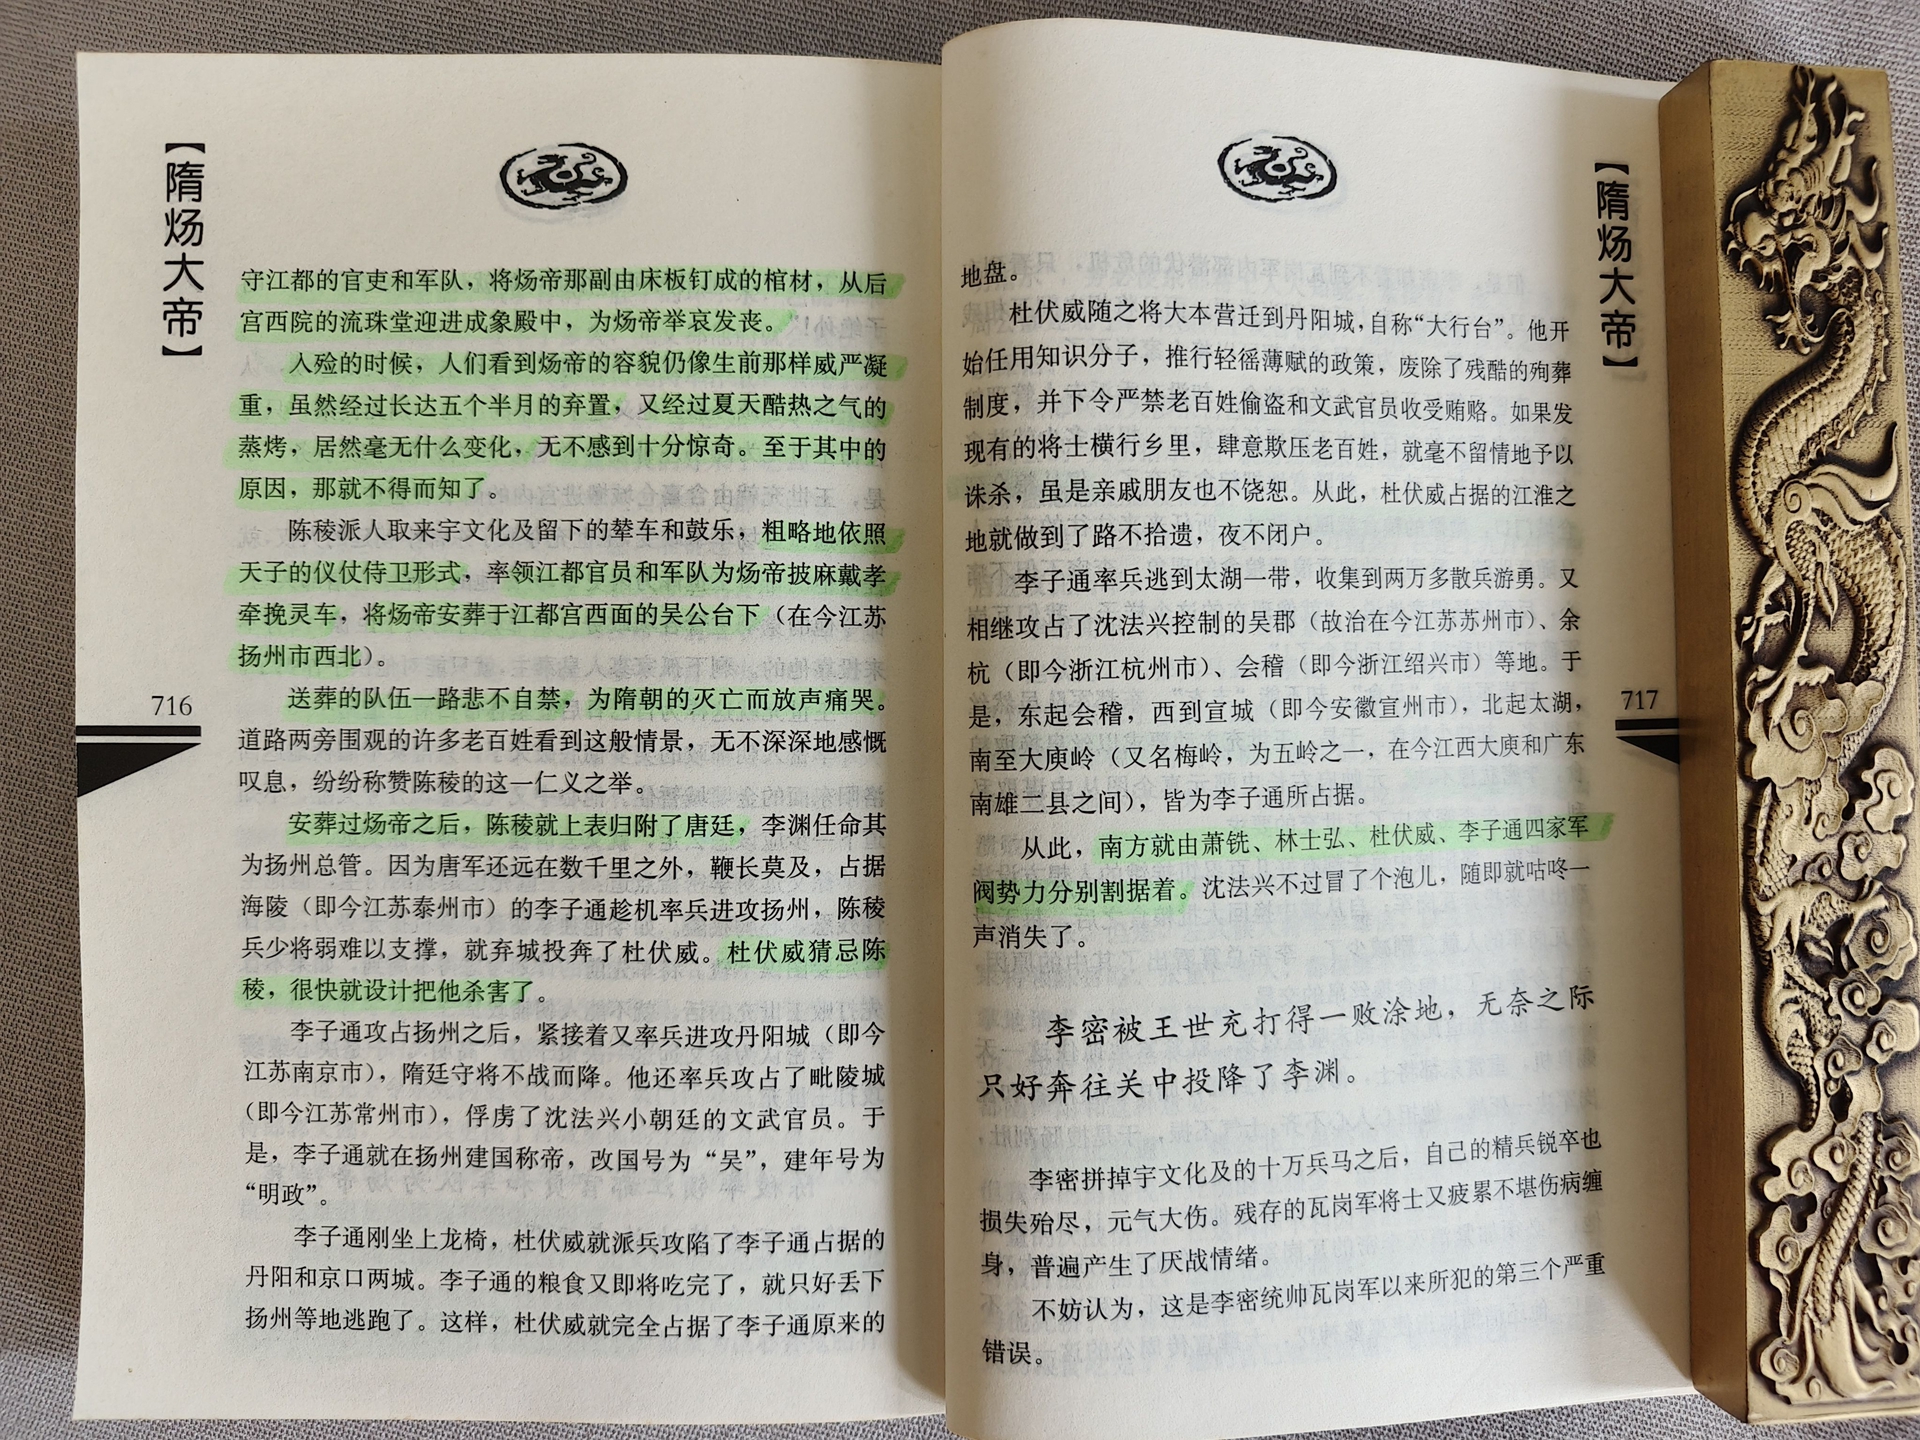 【隋炀大帝】
守江都的官吏和军队，将炀帝那副由床板钉成的棺材，从后
宫西院的流珠堂迎进成象殿中，为炀帝举哀发丧。
入殓的时候，人们看到炀帝的容貌仍像生前那样威严凝
重，虽然经过长达五个半月的弃置，又经过夏天酷热之气的
蒸烤，居然毫无什么变化，无不感到十分惊奇。至于其中的
原因，那就不得而知了。
陈稜派人取来宇文化及留下的辇车和鼓乐，粗略地依照
天子的仪仗侍卫形式，率领江都官员和军队为炀帝披麻戴孝
牵挽灵车，将炀帝安葬于江都宫西面的吴公台下（在今江苏
扬州市西北）。
送葬的队伍一路悲不自禁，为隋朝的灭亡而放声痛哭。
道路两旁围观的许多老百姓看到这般情景，无不深深地感慨
叹息，纷纷称赞陈稜的这一仁义之举。
安葬过炀帝之后，陈稜就上表归附了唐廷，李渊任命其
为扬州总管。因为唐军还远在数千里之外，鞭长莫及，占据
海陵（即今江苏泰州市）的李子通趁机率兵进攻扬州，陈稜
兵少将弱难以支撑，就弃城投奔了杜伏威。杜伏威猜忌陈
稜，很快就设计把他杀害了。
李子通攻占扬州之后，紧接着又率兵进攻丹阳城（即今
江苏南京市），隋廷守将不战而降。他还率兵攻占了毗陵城
（即今江苏常州市），俘虏了沈法兴小朝廷的文武官员。于
是，李子通就在扬州建国称帝，改国号为“吴”，建年号为
“明政”。
李子通刚坐上龙椅，杜伏威就派兵攻陷了李子通占据的
丹阳和京口两城。李子通的粮食又即将吃完了，就只好丢下
扬州等地逃跑了。这样，杜伏威就完全占据了李子通原来的
716
【隋炀大帝】
地盘。
杜伏威随之将大本营迁到丹阳城，自称“大行台”。他开
始任用知识分子，推行轻徭薄赋的政策，废除了残酷的殉葬
制度，并下令严禁老百姓偷盗和文武官员收受贿赂。如果发
现有的将士横行乡里，肆意欺压老百姓，就毫不留情地予以
诛杀，虽是亲戚朋友也不饶恕。从此，杜伏威占据的江淮之
地就做到了路不拾遗，夜不闭户。
李子通率兵逃到太湖一带，收集到两万多散兵游勇。又
相继攻占了沈法兴控制的吴郡（故治在今江苏苏州市）、余
杭（即今浙江杭州市）、会稽（即今浙江绍兴市）等地。于
是，东起会稽，西到宣城（即今安徽宣州市），北起太湖，
南至大庾岭（又名梅岭，为五岭之一，在今江西大庾和广东
南雄二县之间），皆为李子通所占据。
从此，南方就由萧铣、林士弘、杜伏威、李子通四家军
阀势力分别割据着。沈法兴不过冒了个泡儿，随即就咕咚一
声消失了。
李密被王世充打得一败涂地，无奈之际
只好奔往关中投降了李渊。
李密拼掉宇文化及的十万兵马之后，自己的精兵锐卒也
损失殆尽，元气大伤。残存的瓦岗军将士又疲累不堪伤病缠
身，普遍产生了厌战情绪。
不妨认为，这是李密统帅瓦岗军以来所犯的第三个严重
错误。
717